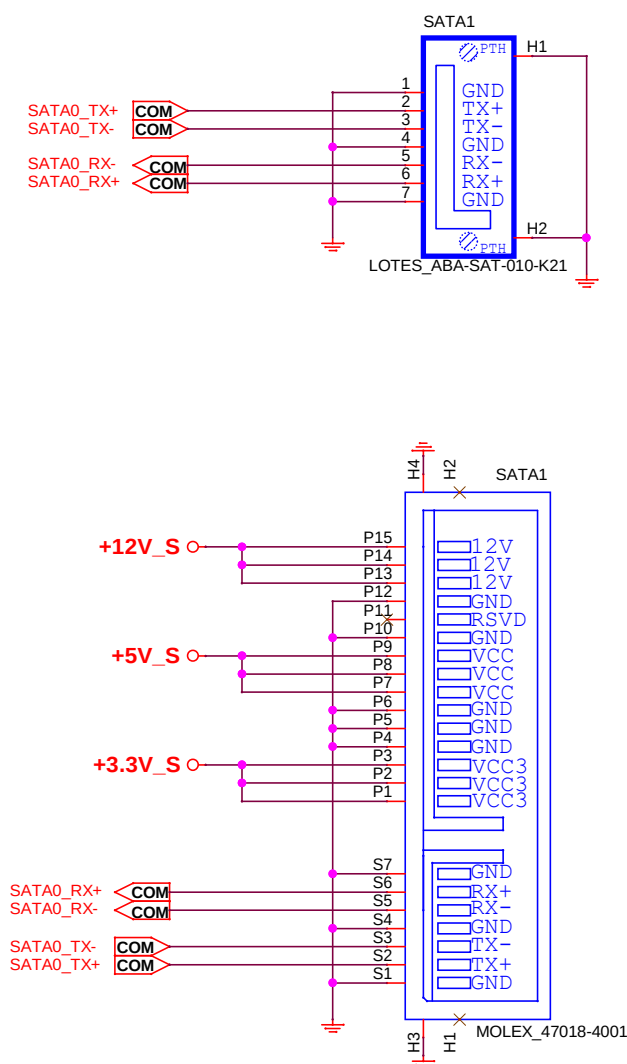 SATA1
PTH H1
1 GND
SATA0_TX+ COM 2 TX+
SATA0_TX- COM 3 TX-
4 GND
SATA0_RX- COM 5 RX-
SATA0_RX+ COM 6 RX+
7 GND
PTH H2
LOTES_ABA-SAT-010-K21
H4 H2 SATA1
+12V_S P15 12V
P14 12V
P13 12V
P12 GND
P11 RSVD
P10 GND
+5V_S P9 VCC
P8 VCC
P7 VCC
P6 GND
P5 GND
P4 GND
+3.3V_S P3 VCC3
P2 VCC3
P1 VCC3
S7 GND
SATA0_RX+ COM S6 RX+
SATA0_RX- COM S5 RX-
S4 GND
SATA0_TX- COM S3 TX-
SATA0_TX+ COM S2 TX+
S1 GND
H3 H1 MOLEX_47018-4001